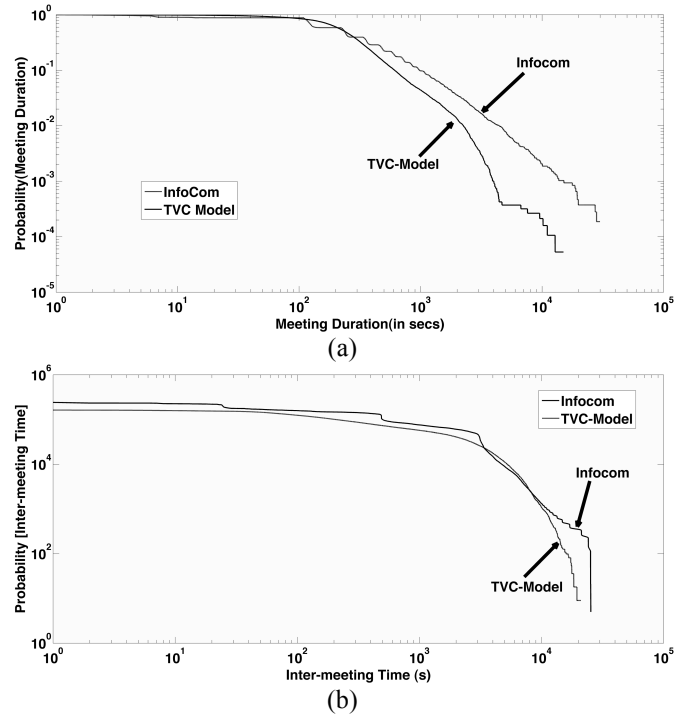 10^0
10^-1
10^-2
10^-3
10^-4
10^-5
Probability(Meeting Duration)
Infocom
TVC-Model
InfoCom
TVC Model
10^0 10^1 10^2 10^3 10^4 10^5
Meeting Duration(in secs)
(a)
10^6
10^4
10^2
10^0
Probability [Inter-meeting Time]
Infocom
TVC-Model
Infocom
TVC-Model
10^0 10^1 10^2 10^3 10^4 10^5
Inter-meeting Time (s)
(b)